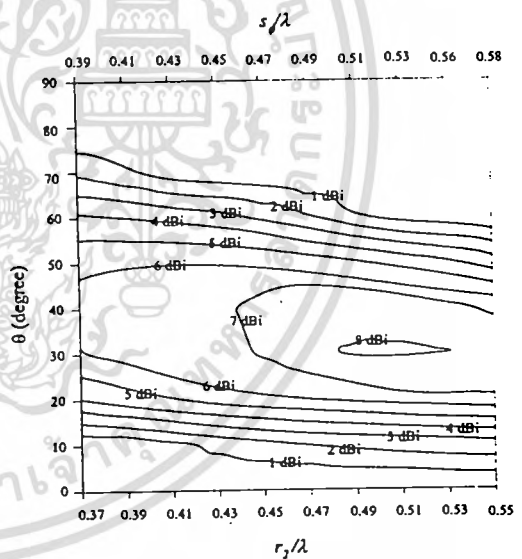 s₀/λ
0.39 0.41 0.43 0.45 0.47 0.49 0.51 0.53 0.56 0.58
90
80
70
60
50
40
30
20
10
0
θ (degree)
1 dBi
2 dBi
3 dBi
4 dBi
5 dBi
6 dBi
7 dBi
8 dBi
6 dBi
5 dBi
4 dBi
3 dBi
2 dBi
1 dBi
0.37 0.39 0.41 0.43 0.45 0.47 0.49 0.51 0.53 0.55
r₂/λ